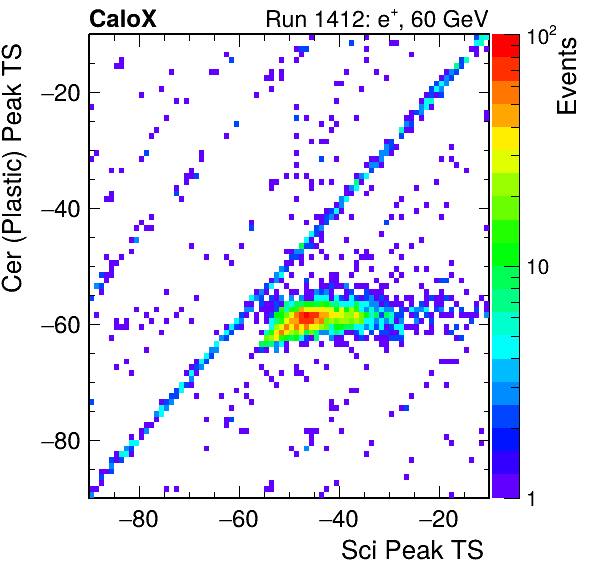 CaloX Run 1412: e⁺, 60 GeV
Cer (Plastic) Peak TS
−20
−40
−60
−80
−80 −60 −40 −20
Sci Peak TS
10²
10
1
Events